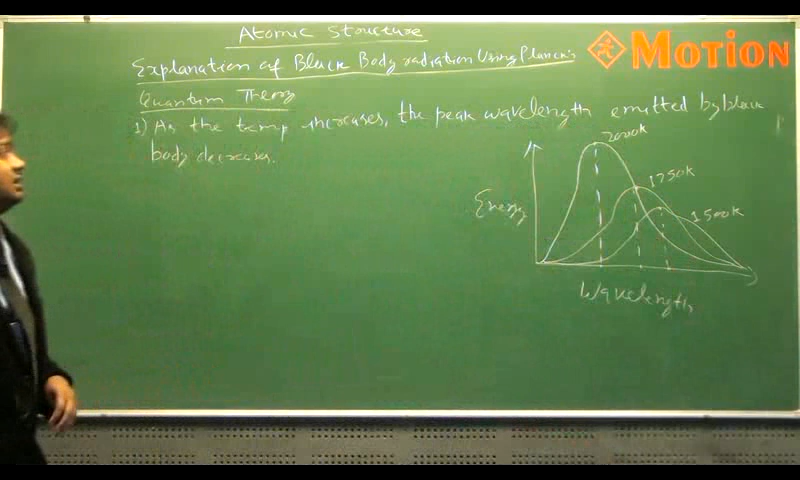 Atomic Structure
Explanation of Black Body radiation Using Planck's
Quantum Theory
MOTION
1) As the temp increases, the peak wavelength emitted by black
body decreases.
2000k
1750k
1500k
Energy
Wavelength